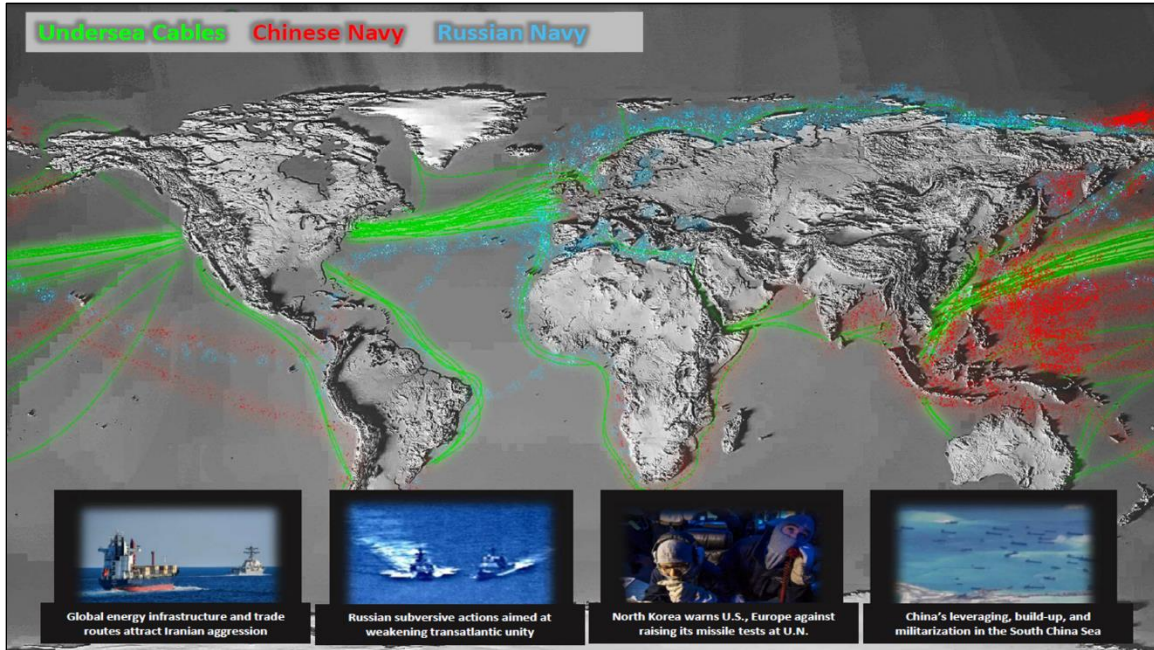 Undersea Cables Chinese Navy Russian Navy
Global energy infrastructure and trade
routes attract Iranian aggression
Russian subversive actions aimed at
weakening transatlantic unity
North Korea warns U.S., Europe against
raising its missile tests at U.N.
China’s leveraging, build-up, and
militarization in the South China Sea